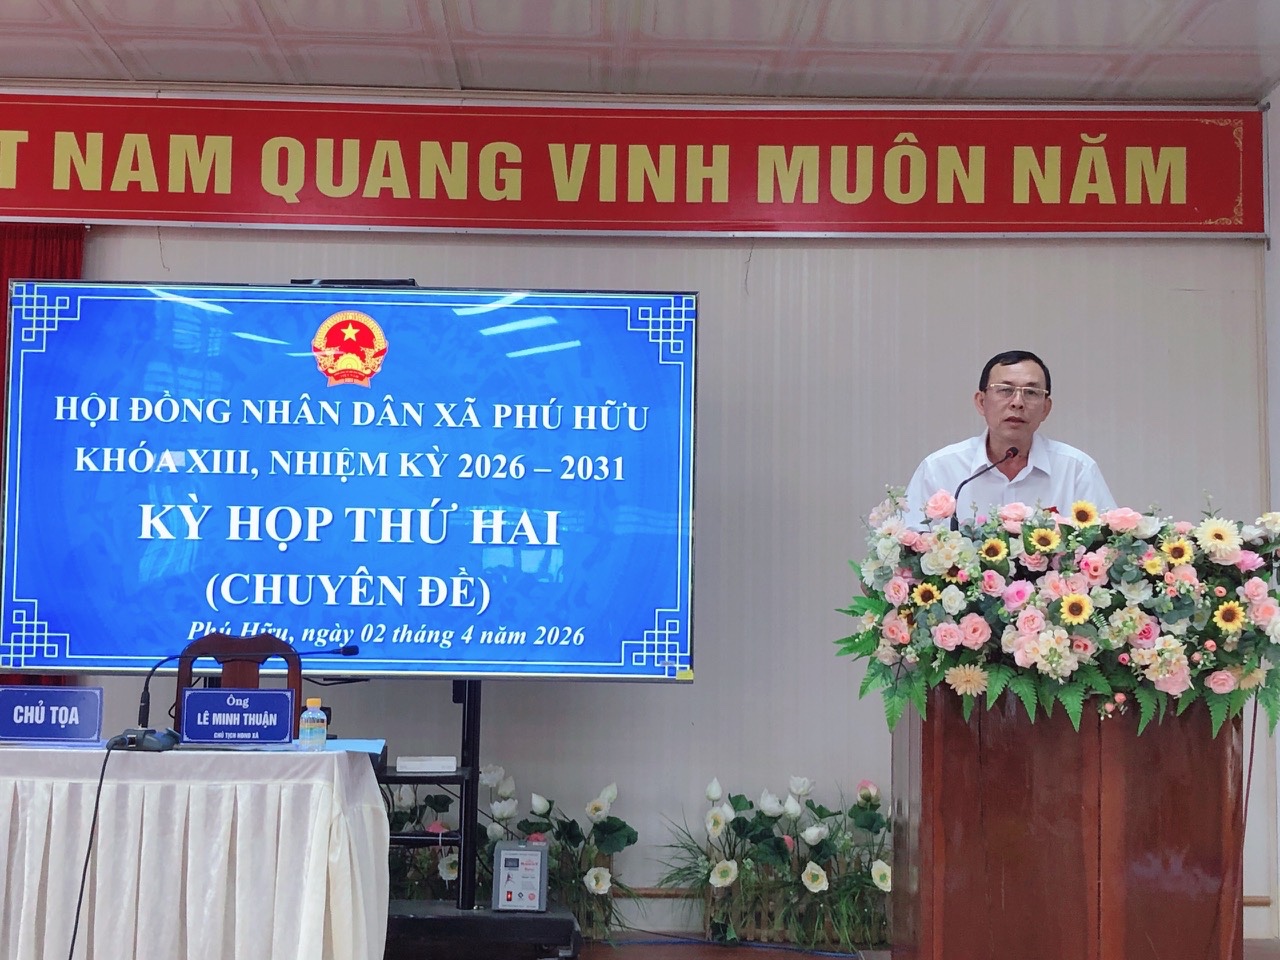 T NAM QUANG VINH MUÔN NĂM
HỘI ĐỒNG NHÂN DÂN XÃ PHÚ HỮU
KHÓA XIII, NHIỆM KỲ 2026 – 2031
KỲ HỌP THỨ HAI
(CHUYÊN ĐỀ)
Phú Hữu, ngày 02 tháng 4 năm 2026
CHỦ TỌA
Ông
LÊ MINH THUẬN
CHỦ TỊCH HĐND XÃ